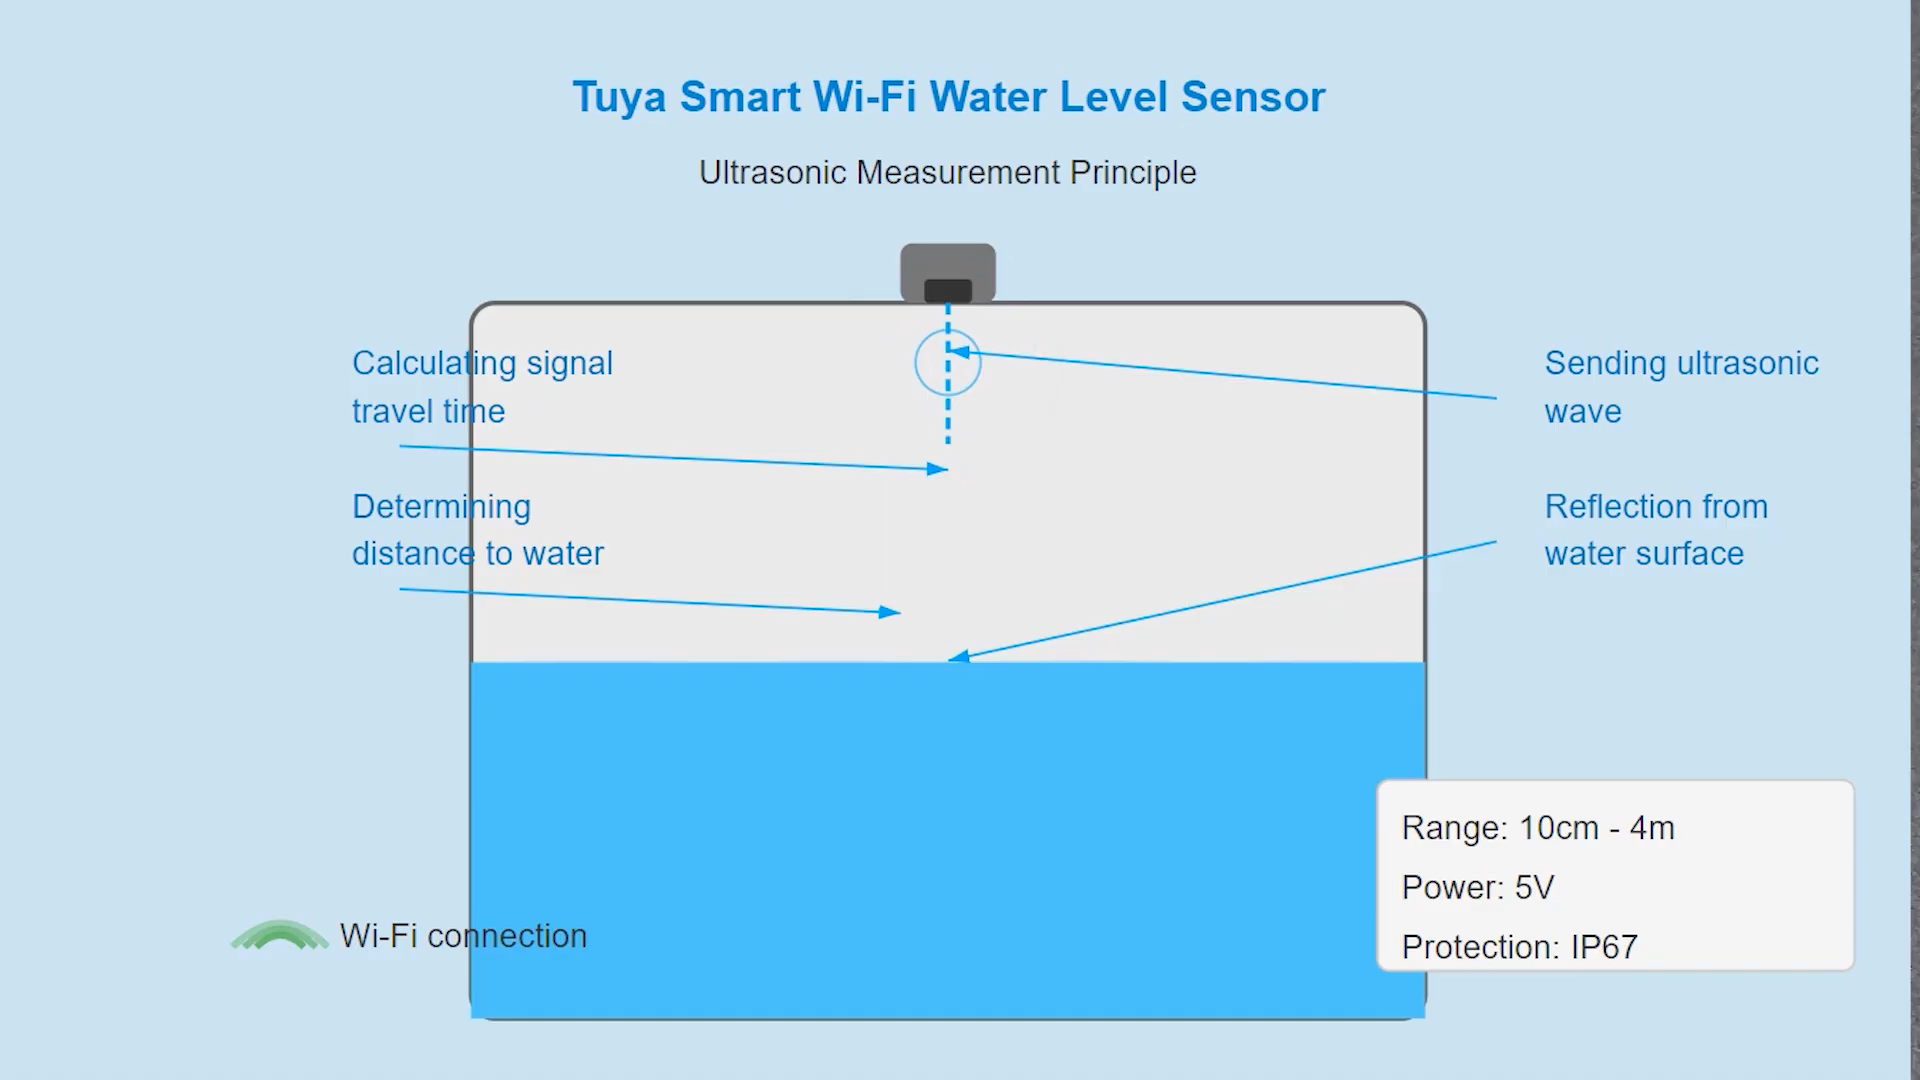 Tuya Smart Wi-Fi Water Level Sensor
Ultrasonic Measurement Principle
Calculating signal
travel time
Determining
distance to water
Sending ultrasonic
wave
Reflection from
water surface
Wi-Fi connection
Range: 10cm - 4m
Power: 5V
Protection: IP67